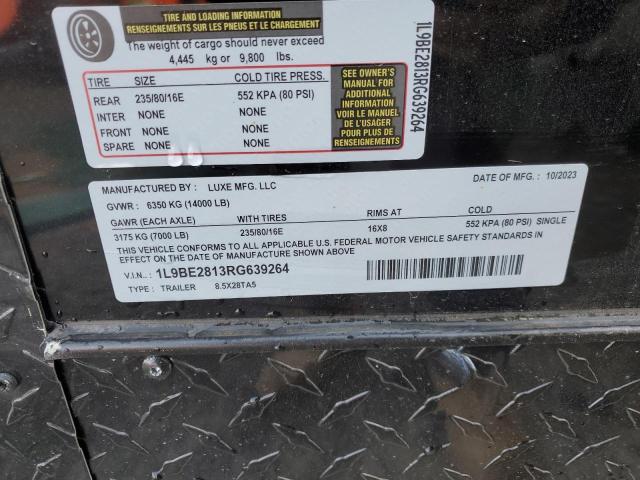 TIRE AND LOADING INFORMATION
RENSEIGNEMENTS SUR LES PNEUS ET LE CHARGEMENT
The weight of cargo should never exceed
4,445 kg or 9,800 lbs.
TIRE SIZE COLD TIRE PRESS.
REAR 235/80/16E 552 KPA (80 PSI)
INTER NONE NONE
FRONT NONE NONE
SPARE NONE NONE
SEE OWNER'S
MANUAL FOR
ADDITIONAL
INFORMATION
VOIR LE MANUEL
DE L'USAGER
POUR PLUS DE
RENSEIGNEMENTS
1L9BE2813RG639264
MANUFACTURED BY : LUXE MFG. LLC DATE OF MFG. : 10/2023
GVWR : 6350 KG (14000 LB)
GAWR (EACH AXLE) WITH TIRES RIMS AT COLD
3175 KG (7000 LB) 235/80/16E 16X8 552 KPA (80 PSI) SINGLE
THIS VEHICLE CONFORMS TO ALL APPLICABLE U.S. FEDERAL MOTOR VEHICLE SAFETY STANDARDS IN
EFFECT ON THE DATE OF MANUFACTURE SHOWN ABOVE
V.I.N.: 1L9BE2813RG639264
TYPE : TRAILER 8.5X28TA5